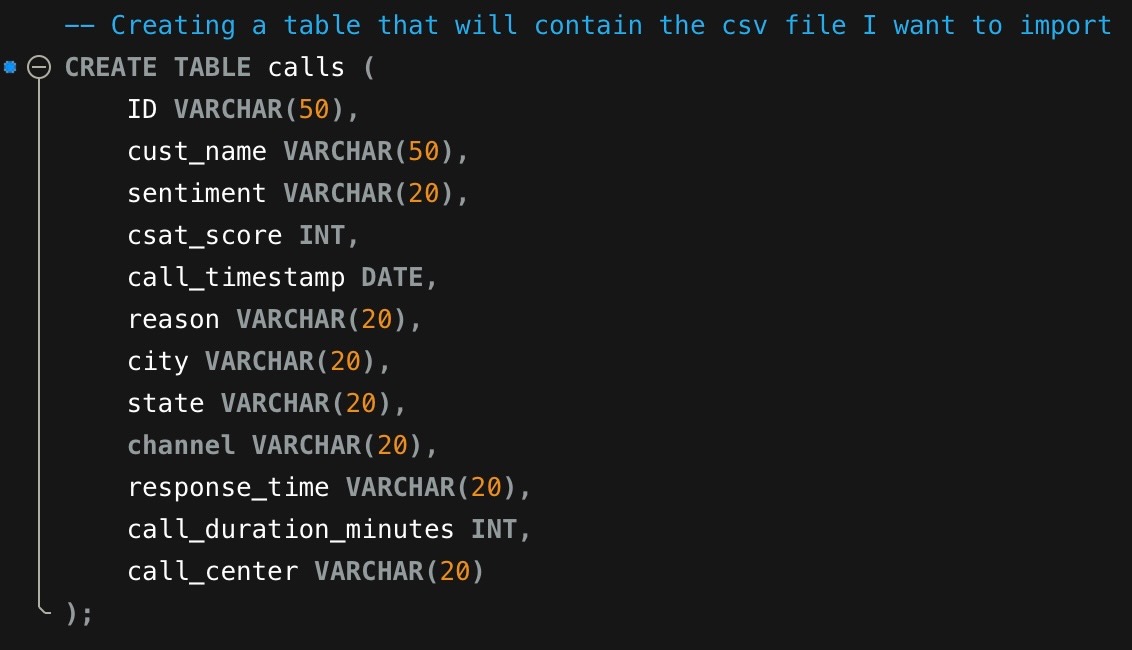 -- Creating a table that will contain the csv file I want to import
CREATE TABLE calls (
ID VARCHAR(50),
cust_name VARCHAR(50),
sentiment VARCHAR(20),
csat_score INT,
call_timestamp DATE,
reason VARCHAR(20),
city VARCHAR(20),
state VARCHAR(20),
channel VARCHAR(20),
response_time VARCHAR(20),
call_duration_minutes INT,
call_center VARCHAR(20)
);